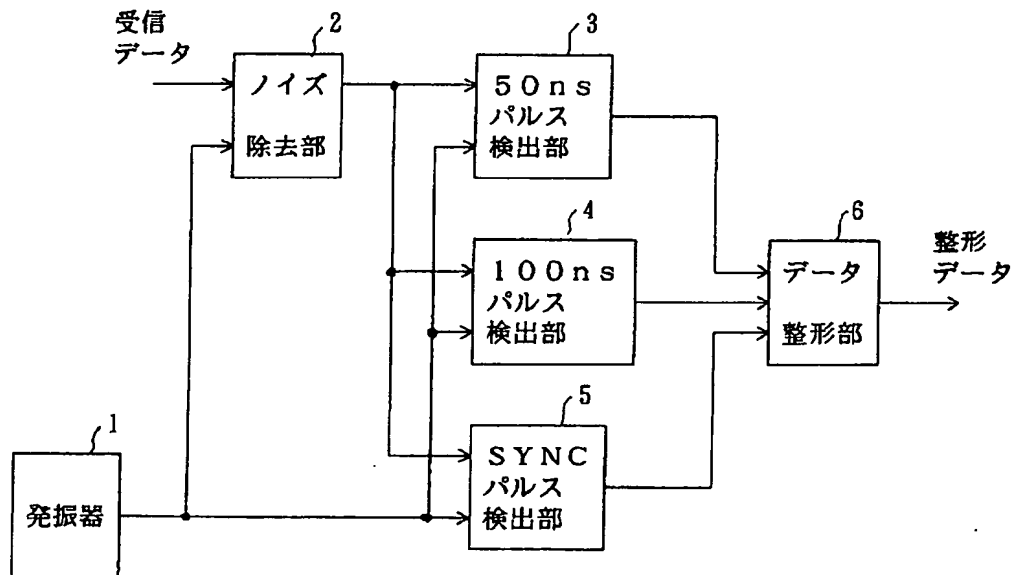 受信
データ
2
ノイズ
除去部
3
５０ｎｓ
パルス
検出部
4
１００ｎｓ
パルス
検出部
5
ＳＹＮＣ
パルス
検出部
6
データ
整形部
整形
データ
1
発振器